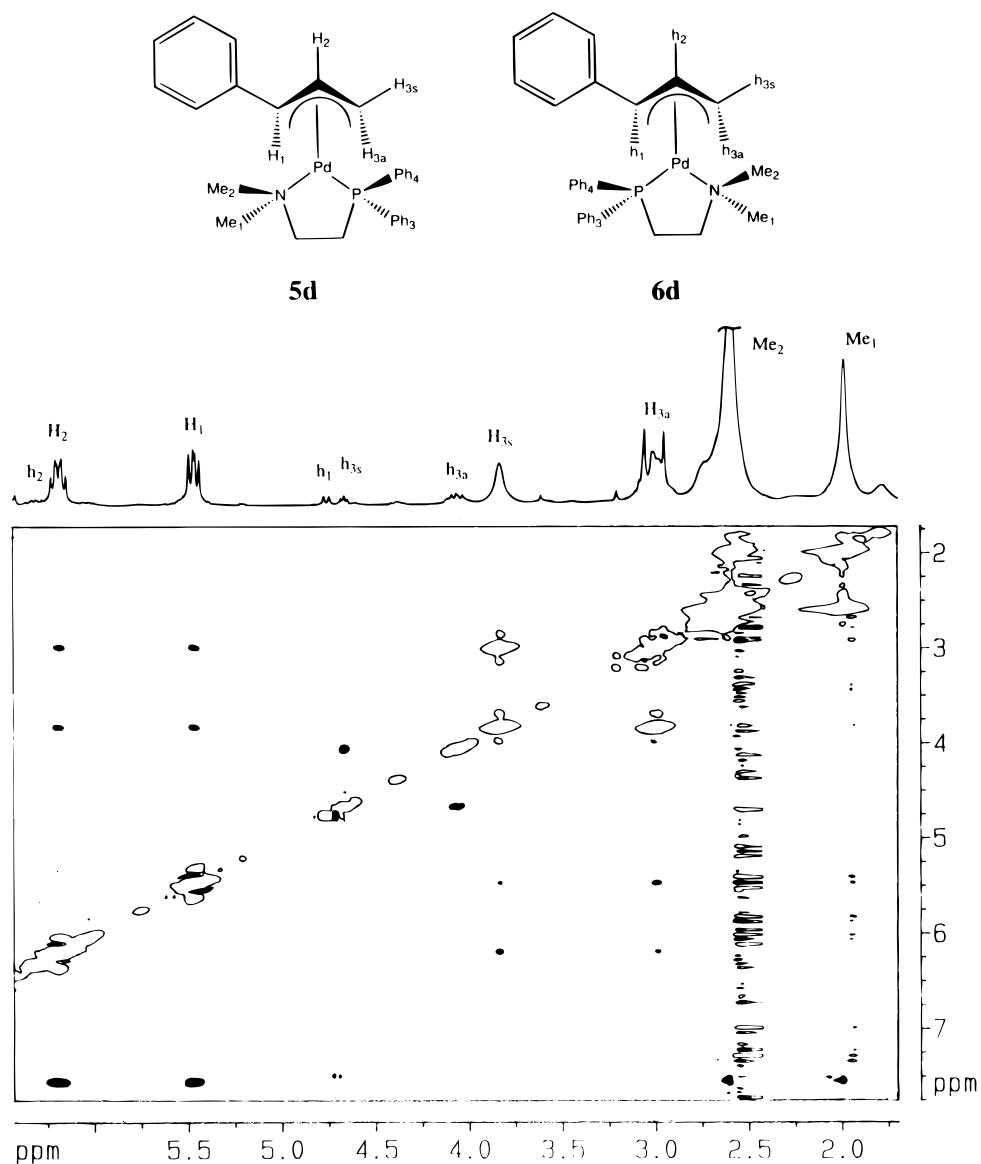 H2 h2
H3s h3s
H1 H3a h1 h3a
Pd Pd
Me2 N P Ph4 Ph4 P N Me2
Me1 Ph3 Ph3 Me1
5d 6d
Me2 Me1
H2 H1 H3s H3a
h2 h1 h3s h3a
2
3
4
5
6
7
ppm
ppm 5.5 5.0 4.5 4.0 3.5 3.0 2.5 2.0